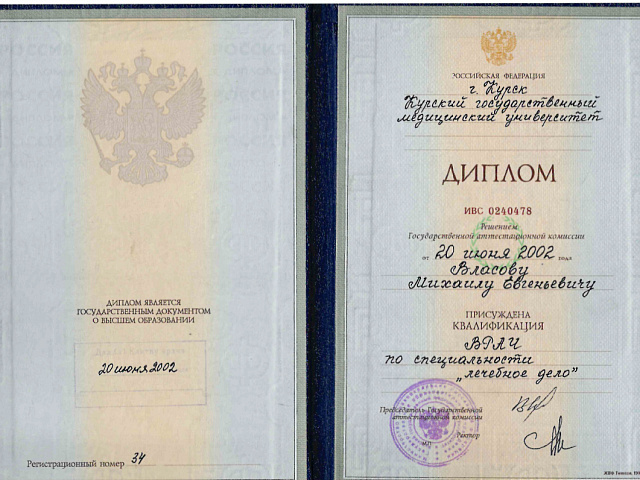 ДИПЛОМ ЯВЛЯЕТСЯ
ГОСУДАРСТВЕННЫМ ДОКУМЕНТОМ
О ВЫСШЕМ ОБРАЗОВАНИИ
20 июня 2002
Регистрационный номер 34
РОССИЙСКАЯ ФЕДЕРАЦИЯ
г. Курск
Курский государственный
медицинский университет
ДИПЛОМ
ИВС 0240478
Решением
Государственной аттестационной комиссии
от 20 июня 2002 года
Власову
Михаилу Евгеньевичу
ПРИСУЖДЕНА
КВАЛИФИКАЦИЯ
ВРАЧ
по специальности
„лечебное дело”
Председатель Государственной
аттестационной комиссии
Ректор